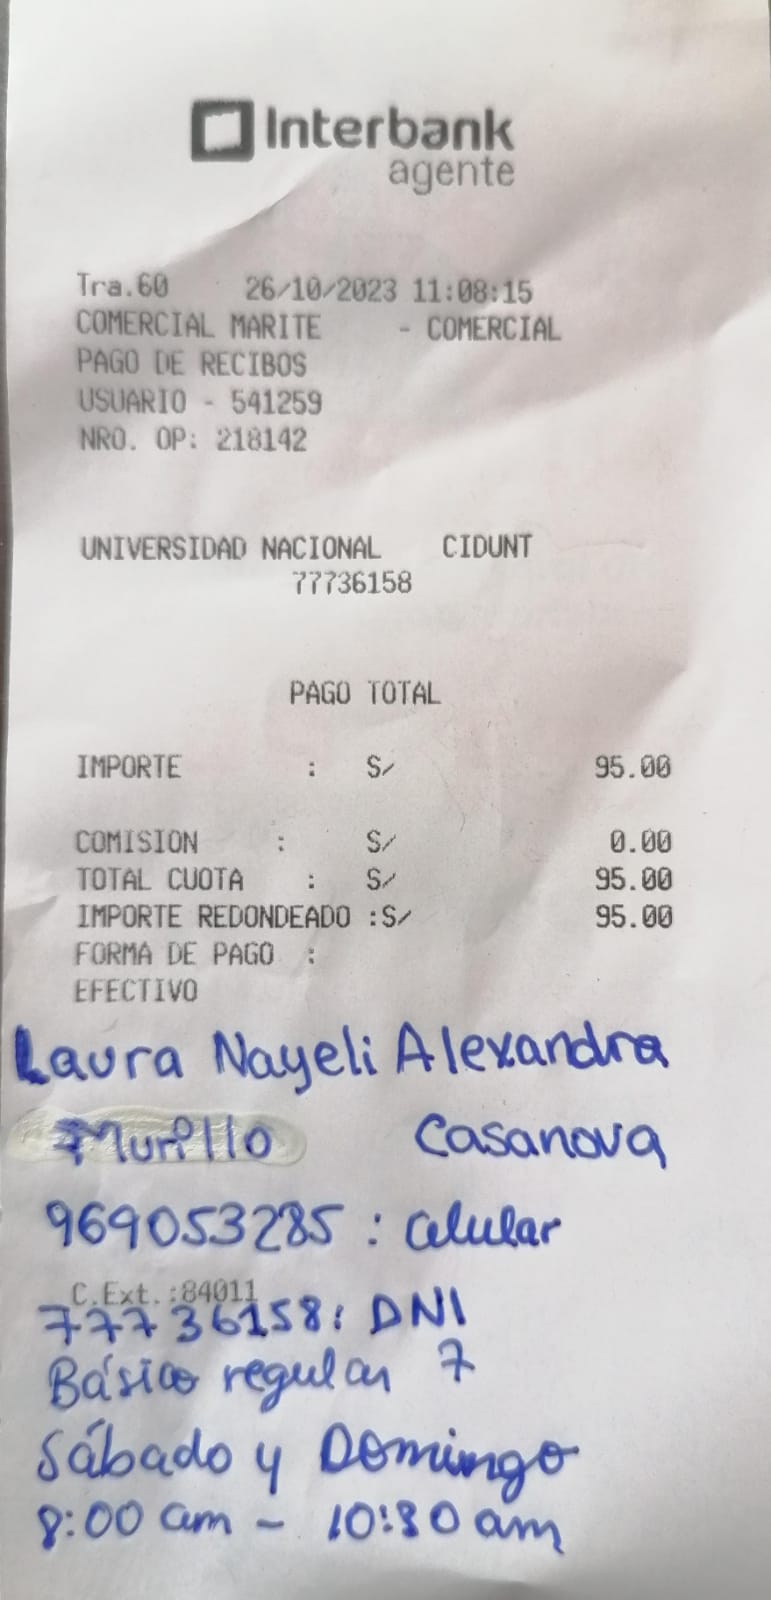 Interbank
agente
Tra.60 26/10/2023 11:08:15
COMERCIAL MARITE - COMERCIAL
PAGO DE RECIBOS
USUARIO - 541259
NRO. OP: 218142
UNIVERSIDAD NACIONAL CIDUNT
77736158
PAGO TOTAL
IMPORTE : S/ 95.00
COMISION : S/ 0.00
TOTAL CUOTA : S/ 95.00
IMPORTE REDONDEADO :S/ 95.00
FORMA DE PAGO :
EFECTIVO
Laura Nayeli Alexandra
Murillo Casanova
969053285 : celular
C.Ext.:84011
77736158: DNI
Básico regular 7
Sábado y Domingo
8:00 am - 10:30 am